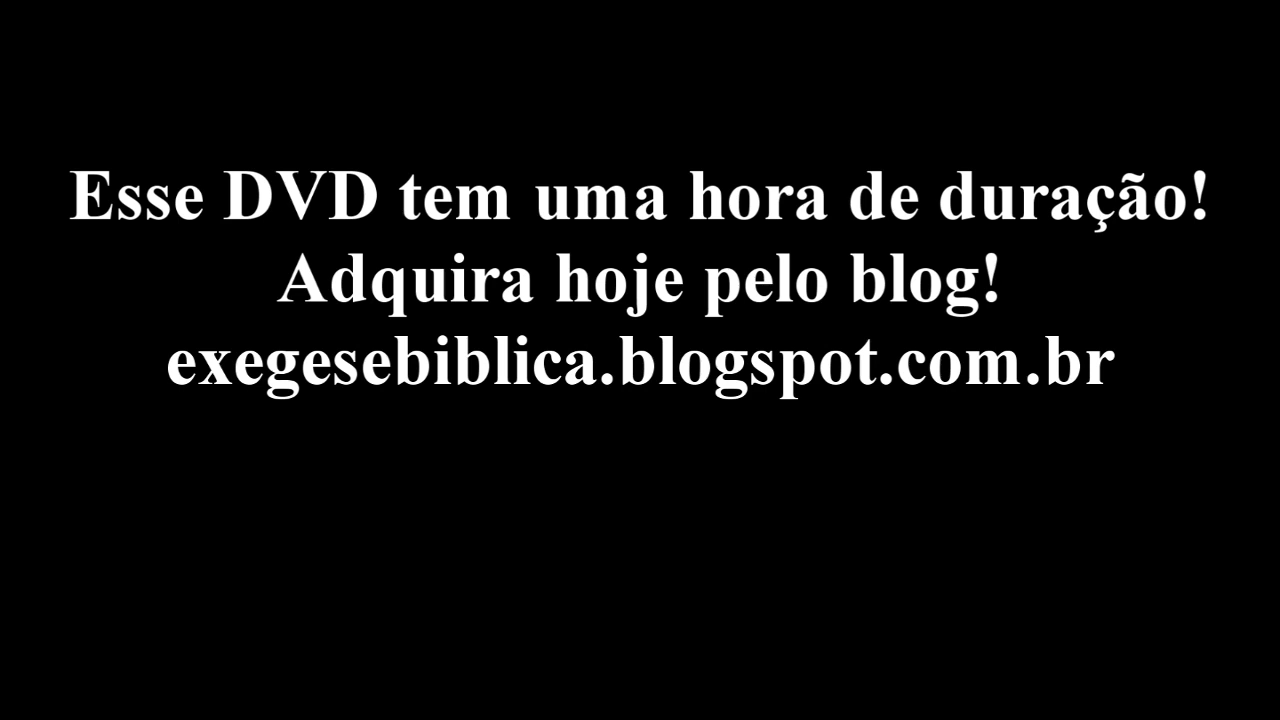 Esse DVD tem uma hora de duração!
Adquira hoje pelo blog!
exegesebiblica.blogspot.com.br